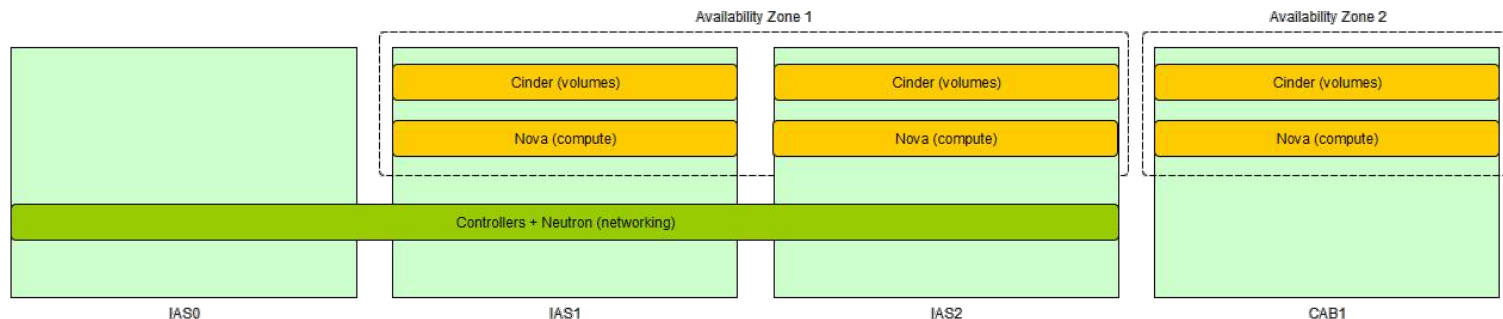 Availability Zone 1
Availability Zone 2
Cinder (volumes)
Cinder (volumes)
Cinder (volumes)
Nova (compute)
Nova (compute)
Nova (compute)
Controllers + Neutron (networking)
IAS0
IAS1
IAS2
CAB1